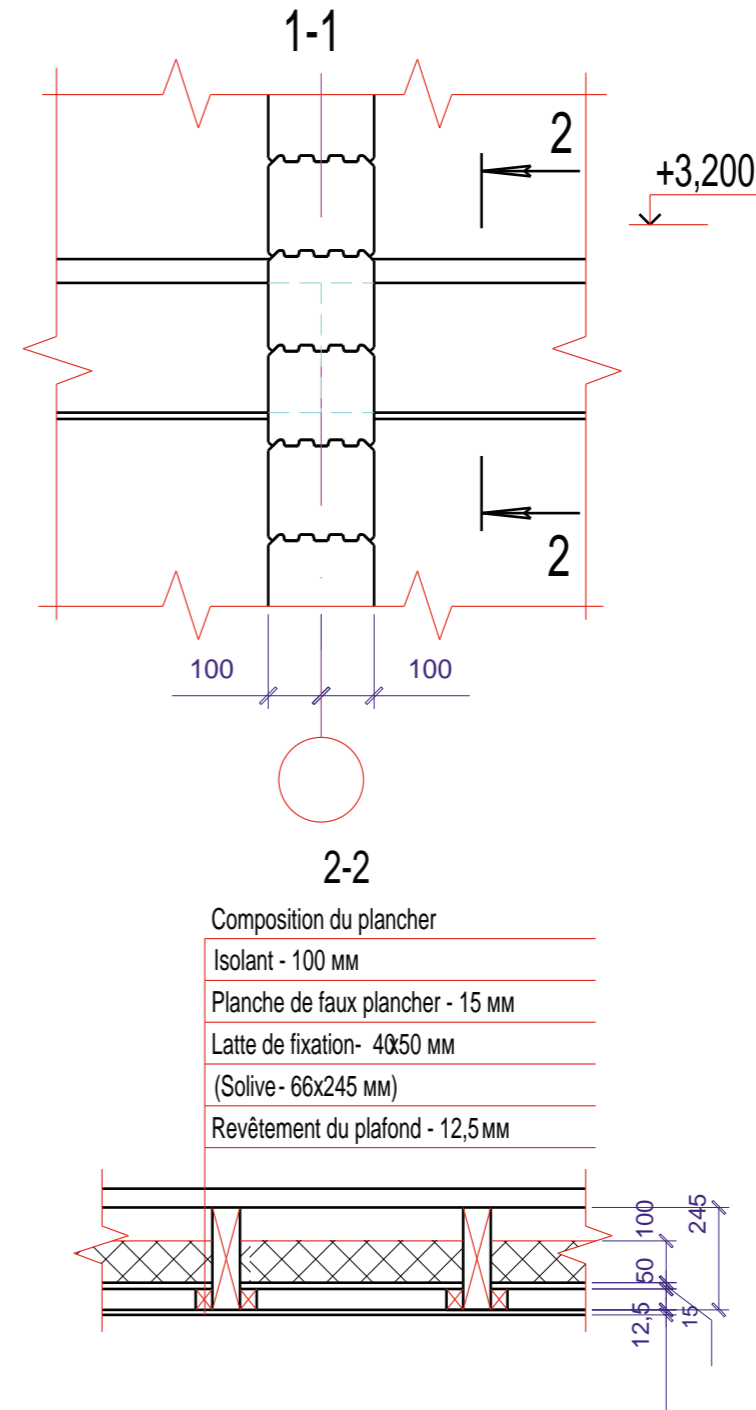 1-1
2
+3,200
2
100
100
2-2
Composition du plancher
Isolant - 100 мм
Planche de faux plancher - 15 мм
Latte de fixation- 40x50 мм
(Solive - 66x245 мм)
Revêtement du plafond - 12,5 мм
100
245
50
12,5
15